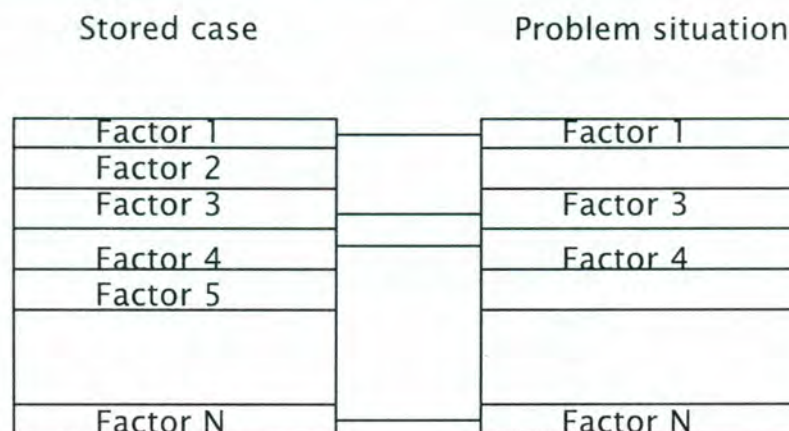 Stored case
Problem situation
Factor 1
Factor 1
Factor 2
Factor 3
Factor 3
Factor 4
Factor 4
Factor 5
Factor N
Factor N